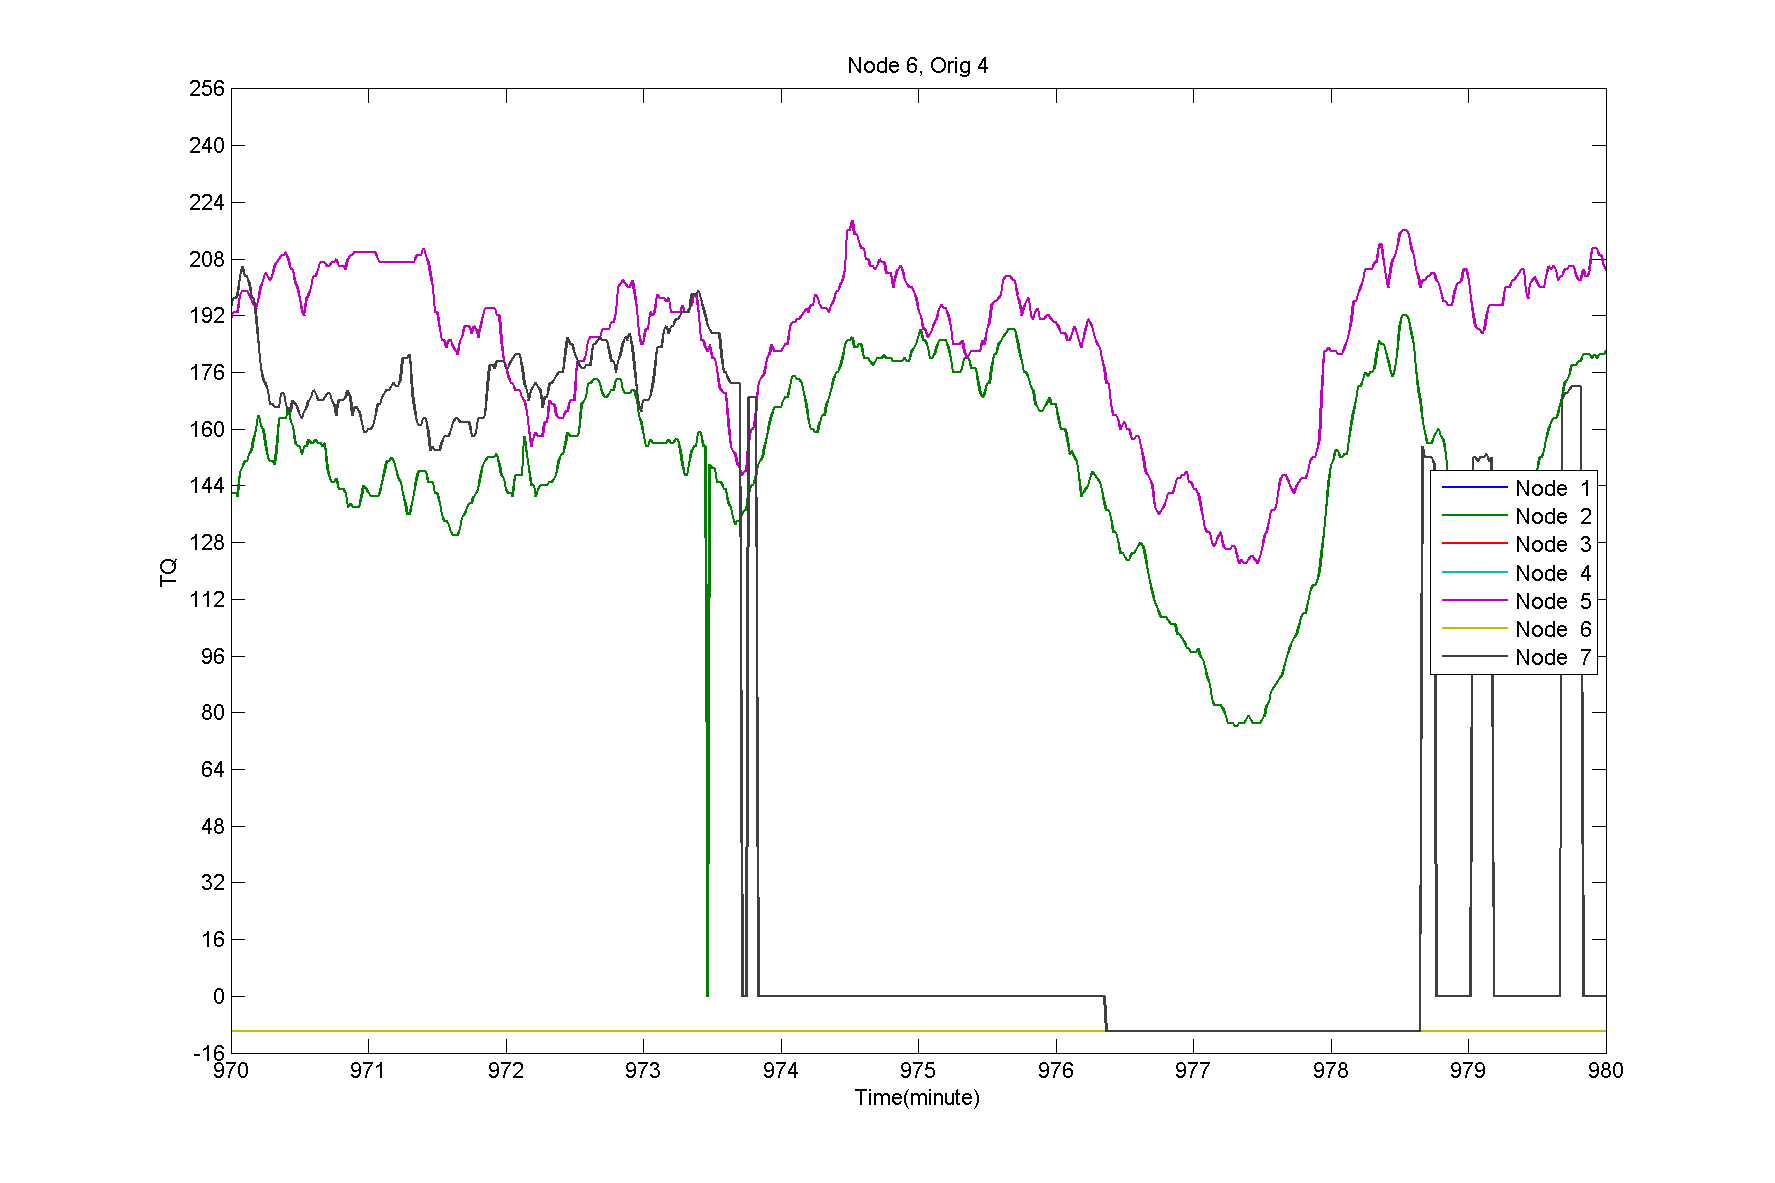 Node 6, Orig 4
256
240
224
208
192
176
160
144
128
112
96
80
64
48
32
16
0
-16
TQ
Node 1
Node 2
Node 3
Node 4
Node 5
Node 6
Node 7
970 971 972 973 974 975 976 977 978 979 980
Time(minute)